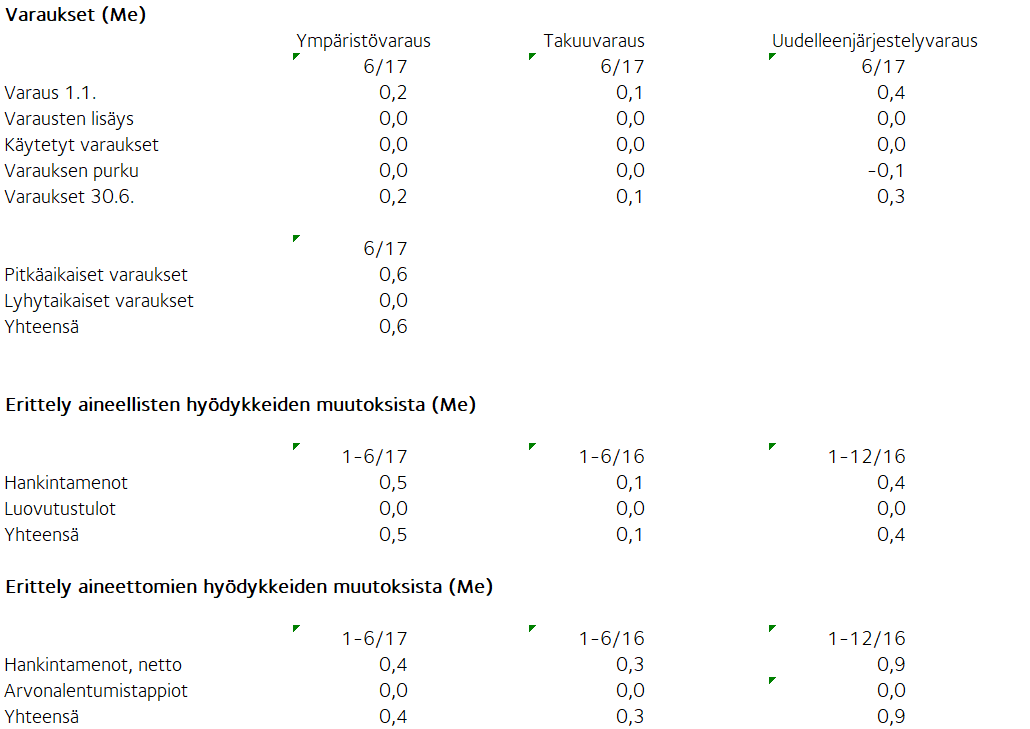 Varaukset (Me)
Ympäristövaraus Takuuvaraus Uudelleenjärjestelyvaraus
6/17 6/17 6/17
Varaus 1.1. 0,2 0,1 0,4
Varausten lisäys 0,0 0,0 0,0
Käytetyt varaukset 0,0 0,0 0,0
Varauksen purku 0,0 0,0 -0,1
Varaukset 30.6. 0,2 0,1 0,3
6/17
Pitkäaikaiset varaukset 0,6
Lyhytaikaiset varaukset 0,0
Yhteensä 0,6
Erittely aineellisten hyödykkeiden muutoksista (Me)
1-6/17 1-6/16 1-12/16
Hankintamenot 0,5 0,1 0,4
Luovutustulot 0,0 0,0 0,0
Yhteensä 0,5 0,1 0,4
Erittely aineettomien hyödykkeiden muutoksista (Me)
1-6/17 1-6/16 1-12/16
Hankintamenot, netto 0,4 0,3 0,9
Arvonalentumistappiot 0,0 0,0 0,0
Yhteensä 0,4 0,3 0,9